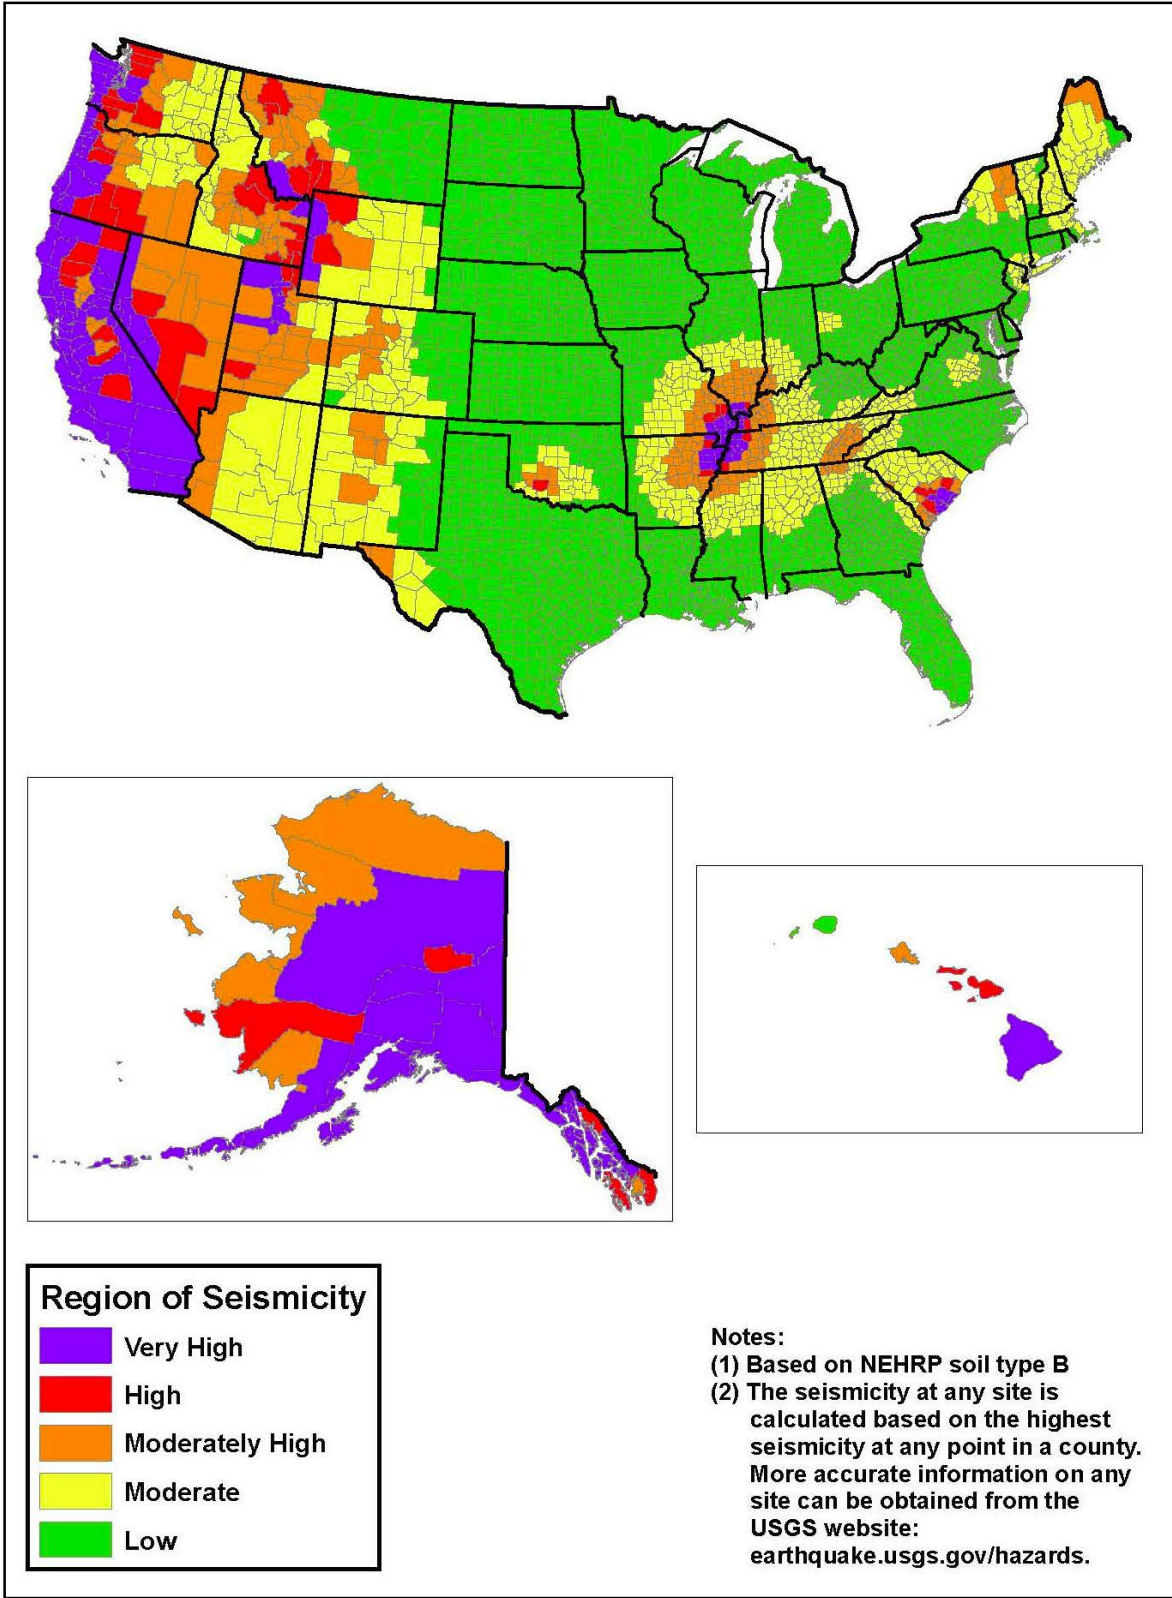 Region of Seismicity
Very High
High
Moderately High
Moderate
Low
Notes:
(1) Based on NEHRP soil type B
(2) The seismicity at any site is
calculated based on the highest
seismicity at any point in a county.
More accurate information on any
site can be obtained from the
USGS website:
earthquake.usgs.gov/hazards.